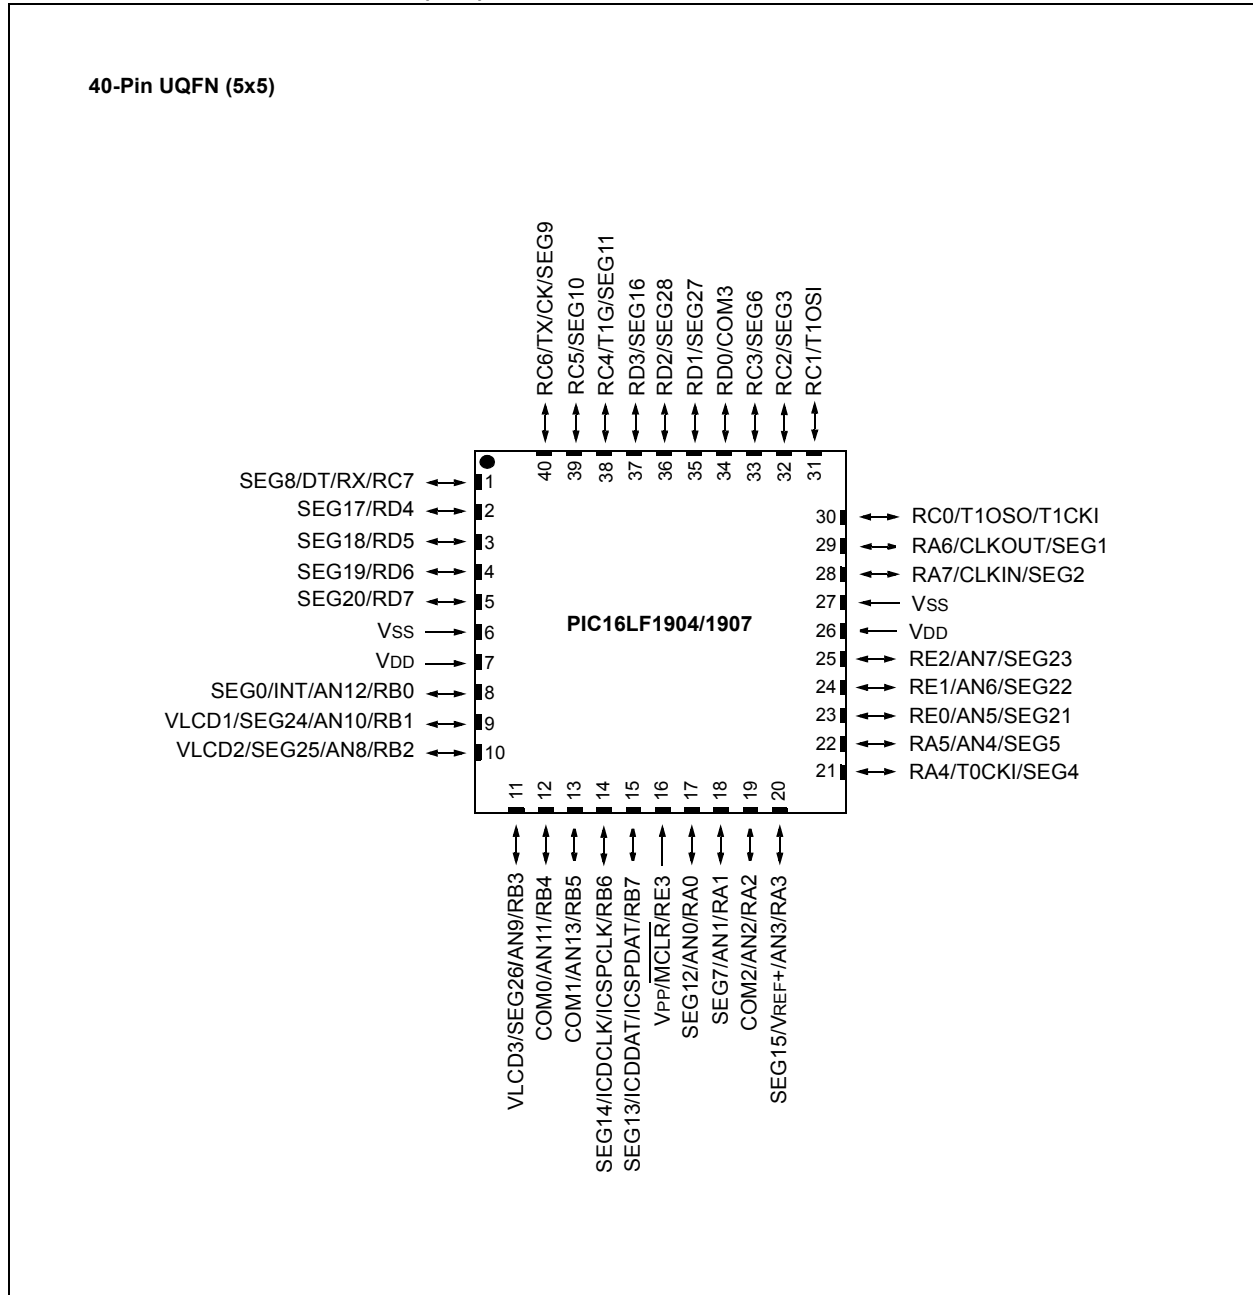 40-Pin UQFN (5x5)
RC6/TX/CK/SEG9
RC5/SEG10
RC4/T1G/SEG11
RD3/SEG16
RD2/SEG28
RD1/SEG27
RD0/COM3
RC3/SEG6
RC2/SEG3
RC1/T1OSI
40
39
38
37
36
35
34
33
32
31
SEG8/DT/RX/RC7 1
SEG17/RD4 2
SEG18/RD5 3
SEG19/RD6 4
SEG20/RD7 5
VSS 6
VDD 7
SEG0/INT/AN12/RB0 8
VLCD1/SEG24/AN10/RB1 9
VLCD2/SEG25/AN8/RB2 10
PIC16LF1904/1907
30 RC0/T1OSO/T1CKI
29 RA6/CLKOUT/SEG1
28 RA7/CLKIN/SEG2
27 VSS
26 VDD
25 RE2/AN7/SEG23
24 RE1/AN6/SEG22
23 RE0/AN5/SEG21
22 RA5/AN4/SEG5
21 RA4/T0CKI/SEG4
11
12
13
14
15
16
17
18
19
20
VLCD3/SEG26/AN9/RB3
COM0/AN11/RB4
COM1/AN13/RB5
SEG14/ICDCLK/ICSPCLK/RB6
SEG13/ICDDAT/ICSPDAT/RB7
VPP/MCLR/RE3
SEG12/AN0/RA0
SEG7/AN1/RA1
COM2/AN2/RA2
SEG15/VREF+/AN3/RA3